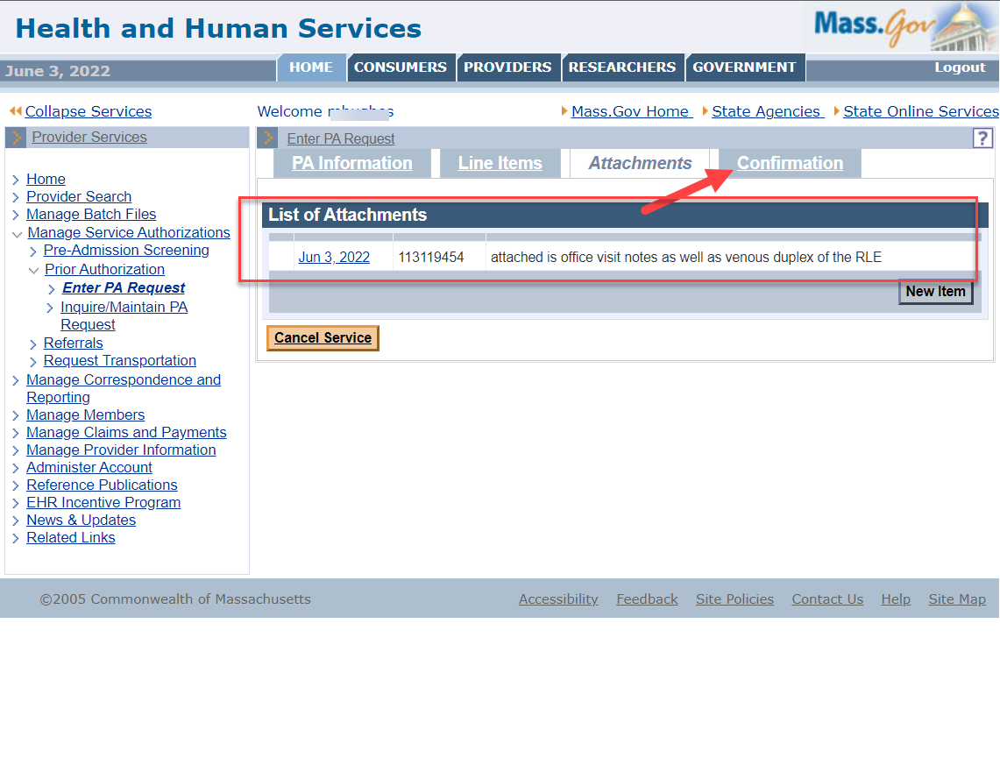 Health and Human Services
Mass.Gov
June 3, 2022
HOME CONSUMERS PROVIDERS RESEARCHERS GOVERNMENT Logout
Collapse Services
Welcome
Mass.Gov Home State Agencies State Online Services
Provider Services
Home
Provider Search
Manage Batch Files
Manage Service Authorizations
Pre-Admission Screening
Prior Authorization
Enter PA Request
Inquire/Maintain PA
Request
Referrals
Request Transportation
Manage Correspondence and
Reporting
Manage Members
Manage Claims and Payments
Manage Provider Information
Administer Account
Reference Publications
EHR Incentive Program
News & Updates
Related Links
Enter PA Request ?
PA Information Line Items Attachments Confirmation
List of Attachments
Jun 3, 2022 113119454 attached is office visit notes as well as venous duplex of the RLE
New Item
Cancel Service
©2005 Commonwealth of Massachusetts
Accessibility Feedback Site Policies Contact Us Help Site Map